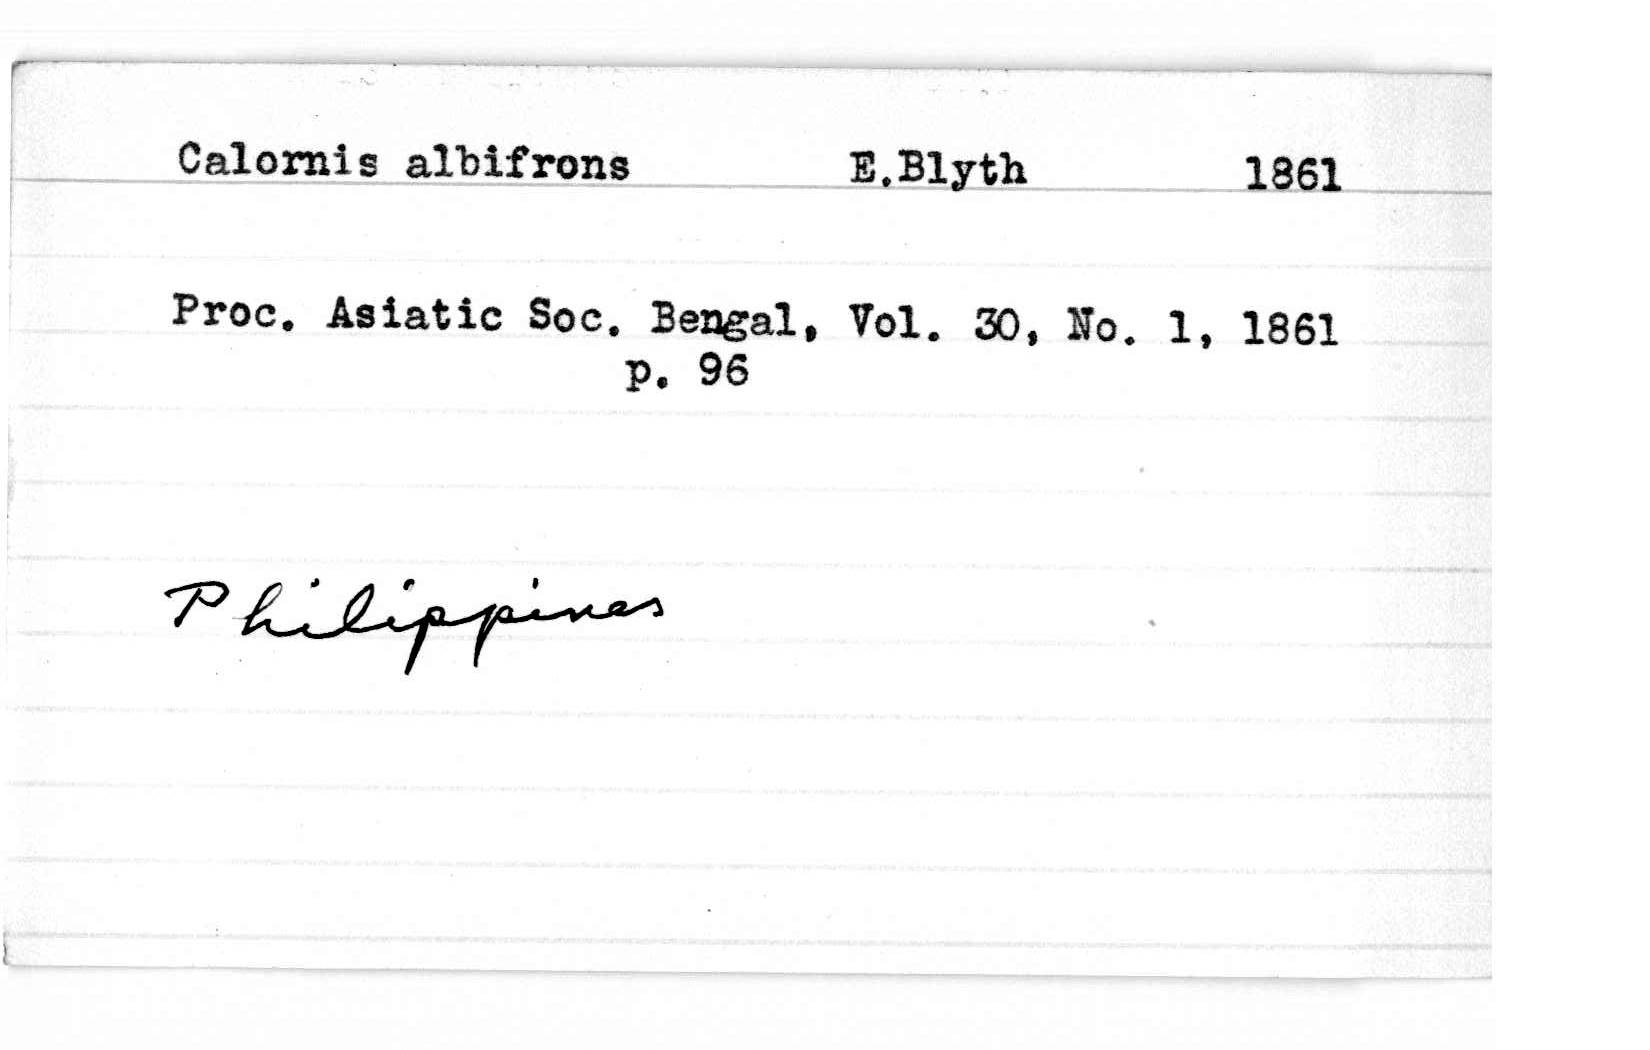 Calornis albifrons E.Blyth 1861
Proc. Asiatic Soc. Bengal, Vol. 30, No. 1, 1861
p. 96
Philippines